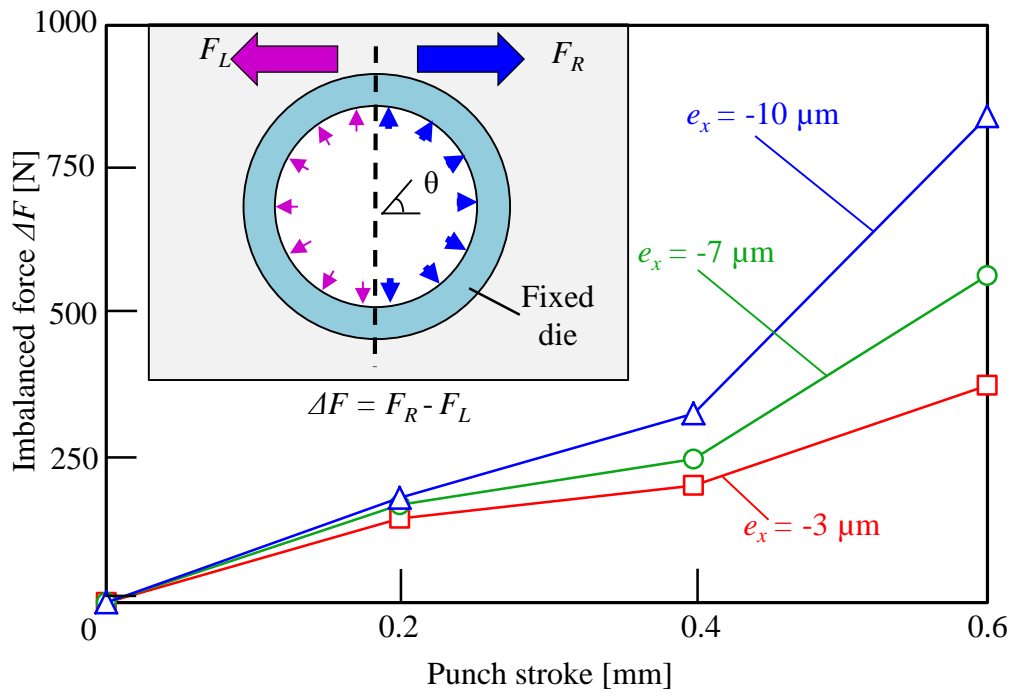 1000
750
500
250
0
0.2
0.4
0.6
Imbalanced force ΔF [N]
Punch stroke [mm]
F_L
F_R
θ
Fixed
die
ΔF = F_R - F_L
e_x = -10 µm
e_x = -7 µm
e_x = -3 µm